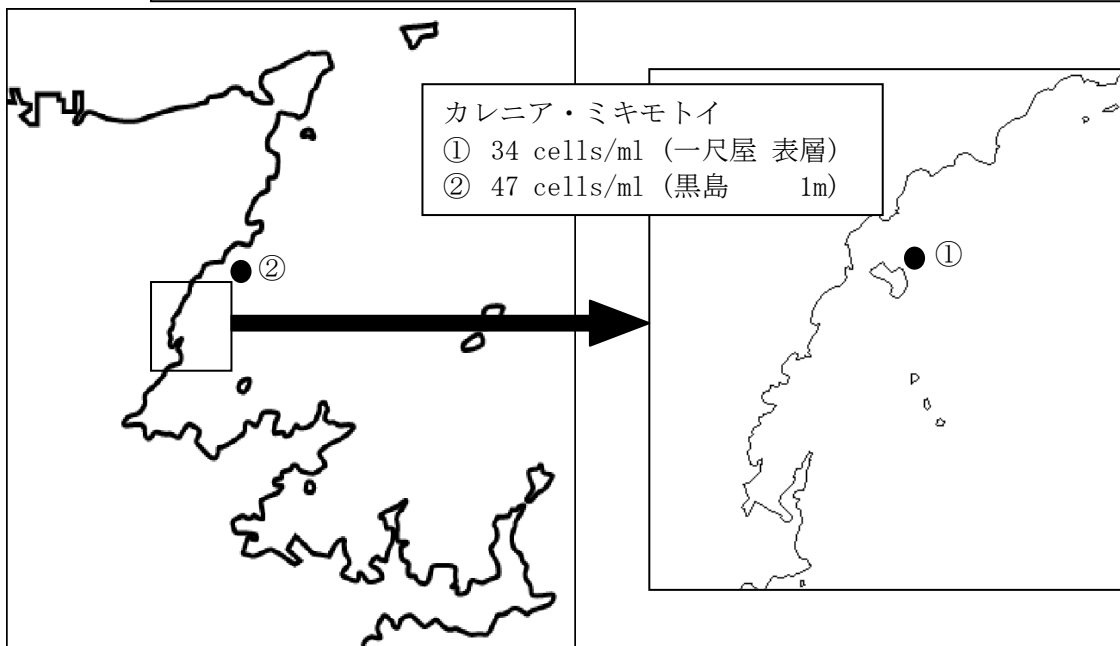 カレニア・ミキモトイ
① 34 cells/ml (一尺屋 表層)
② 47 cells/ml (黒島 1m)
②
①